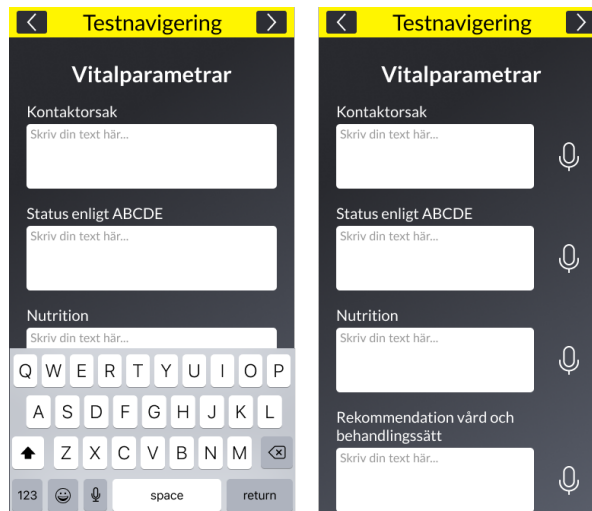 Testnavigering
Vitalparametrar
Kontaktorsak
Skriv din text här...
Status enligt ABCDE
Skriv din text här...
Nutrition
Skriv din text här...
Q W E R T Y U I O P
A S D F G H J K L
Z X C V B N M
123 space return
Testnavigering
Vitalparametrar
Kontaktorsak
Skriv din text här...
Status enligt ABCDE
Skriv din text här...
Nutrition
Skriv din text här...
Rekommendation vård och
behandlingssätt
Skriv din text här...